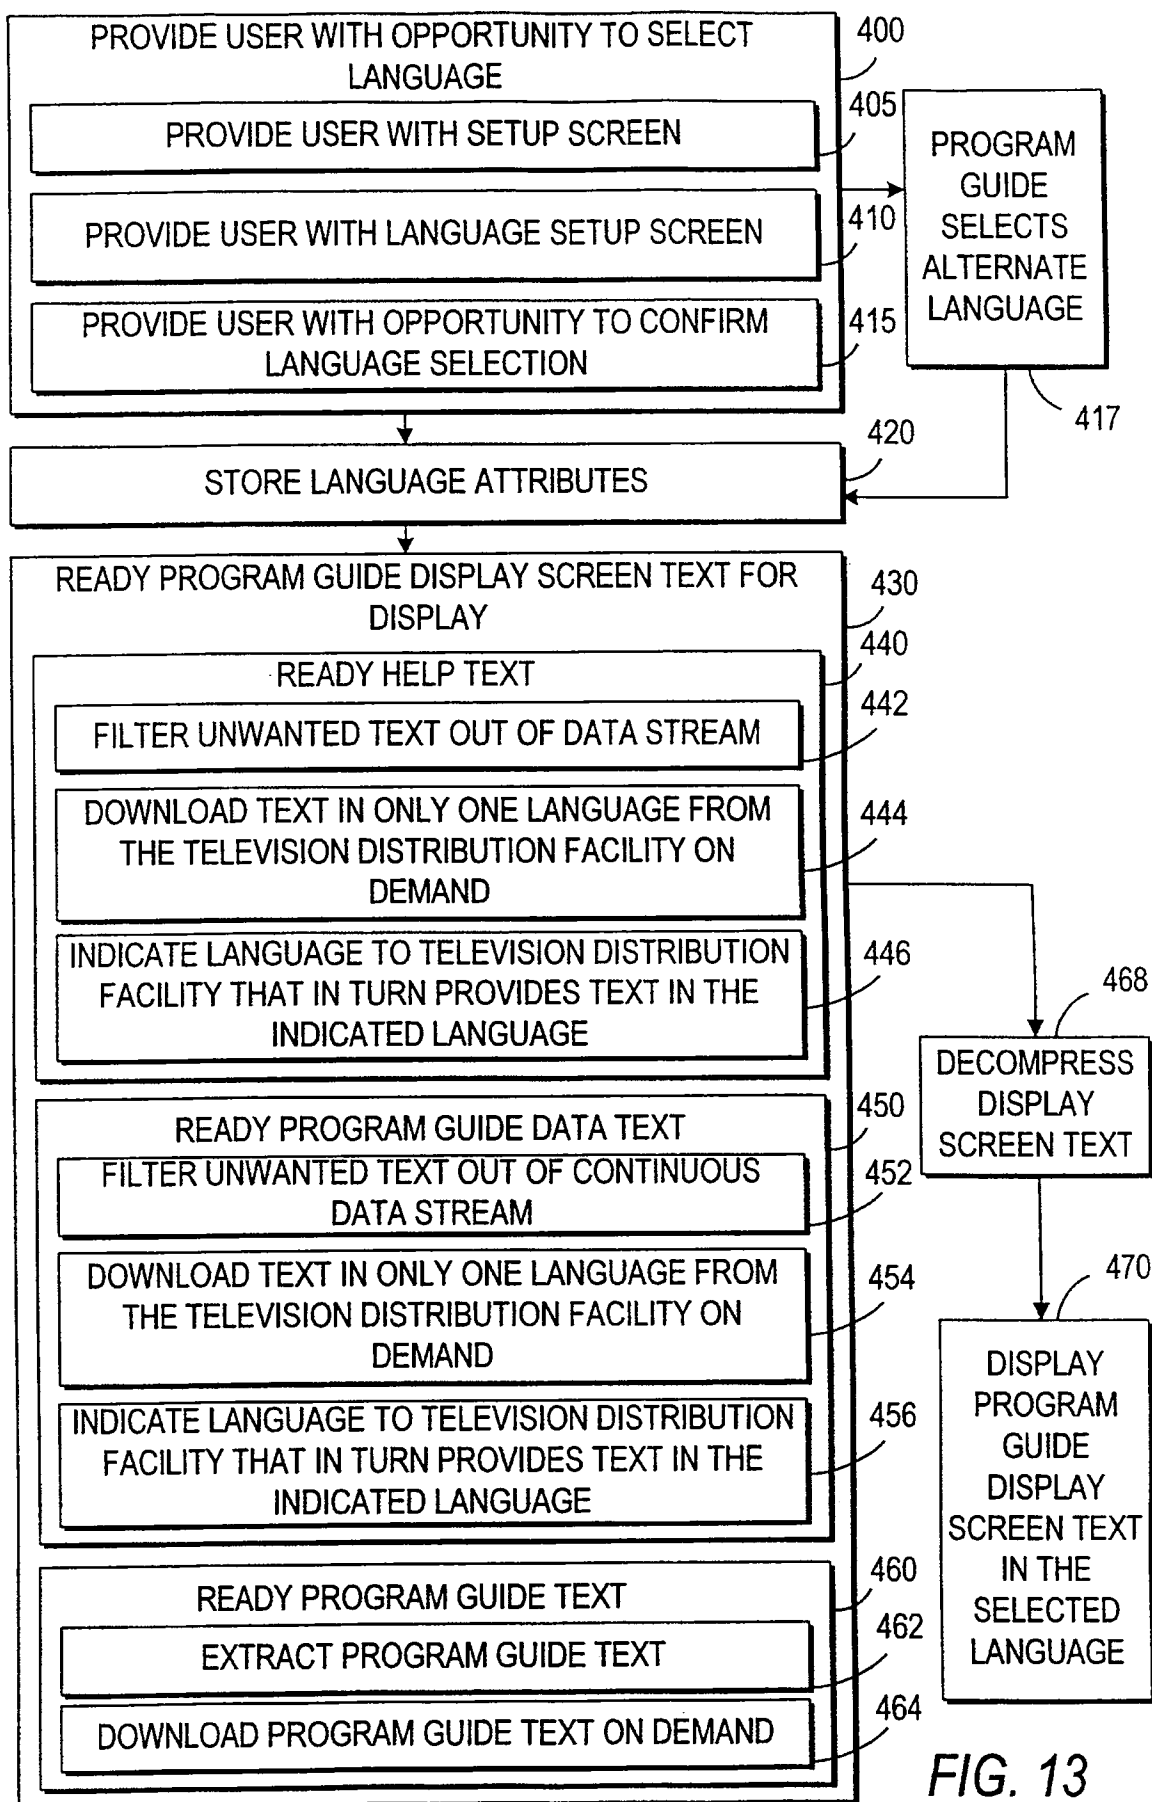 PROVIDE USER WITH OPPORTUNITY TO SELECT
LANGUAGE
400
PROVIDE USER WITH SETUP SCREEN
405
PROVIDE USER WITH LANGUAGE SETUP SCREEN
410
PROVIDE USER WITH OPPORTUNITY TO CONFIRM
LANGUAGE SELECTION
415
PROGRAM
GUIDE
SELECTS
ALTERNATE
LANGUAGE
417
STORE LANGUAGE ATTRIBUTES
420
READY PROGRAM GUIDE DISPLAY SCREEN TEXT FOR
DISPLAY
430
READY HELP TEXT
440
FILTER UNWANTED TEXT OUT OF DATA STREAM
442
DOWNLOAD TEXT IN ONLY ONE LANGUAGE FROM
THE TELEVISION DISTRIBUTION FACILITY ON
DEMAND
444
INDICATE LANGUAGE TO TELEVISION DISTRIBUTION
FACILITY THAT IN TURN PROVIDES TEXT IN THE
INDICATED LANGUAGE
446
READY PROGRAM GUIDE DATA TEXT
450
FILTER UNWANTED TEXT OUT OF CONTINUOUS
DATA STREAM
452
DOWNLOAD TEXT IN ONLY ONE LANGUAGE FROM
THE TELEVISION DISTRIBUTION FACILITY ON
DEMAND
454
INDICATE LANGUAGE TO TELEVISION DISTRIBUTION
FACILITY THAT IN TURN PROVIDES TEXT IN THE
INDICATED LANGUAGE
456
READY PROGRAM GUIDE TEXT
460
EXTRACT PROGRAM GUIDE TEXT
462
DOWNLOAD PROGRAM GUIDE TEXT ON DEMAND
464
468
DECOMPRESS
DISPLAY
SCREEN TEXT
470
DISPLAY
PROGRAM
GUIDE
DISPLAY
SCREEN TEXT
IN THE
SELECTED
LANGUAGE
FIG. 13